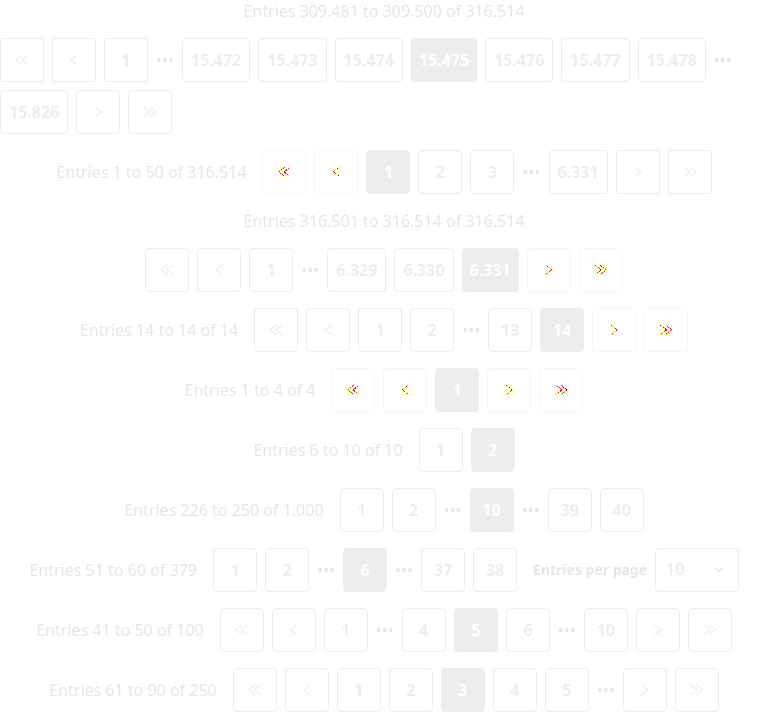 Entries 309.481 to 309.500 of 316.514
« < 1 ••• 15.472 15.473 15.474 15.475 15.476 15.477 15.478 •••
15.826 > »
Entries 1 to 50 of 316.514 « < 1 2 3 ••• 6.331 > »
Entries 316.501 to 316.514 of 316.514
« < 1 ••• 6.329 6.330 6.331 > »
Entries 14 to 14 of 14 « < 1 2 ••• 13 14 > »
Entries 1 to 4 of 4 « < 1 > »
Entries 6 to 10 of 10 1 2
Entries 226 to 250 of 1.000 1 2 ••• 10 ••• 39 40
Entries 51 to 60 of 379 1 2 ••• 6 ••• 37 38 Entries per page 10
Entries 41 to 50 of 100 « < 1 ••• 4 5 6 ••• 10 > »
Entries 61 to 90 of 250 « < 1 2 3 4 5 ••• > »